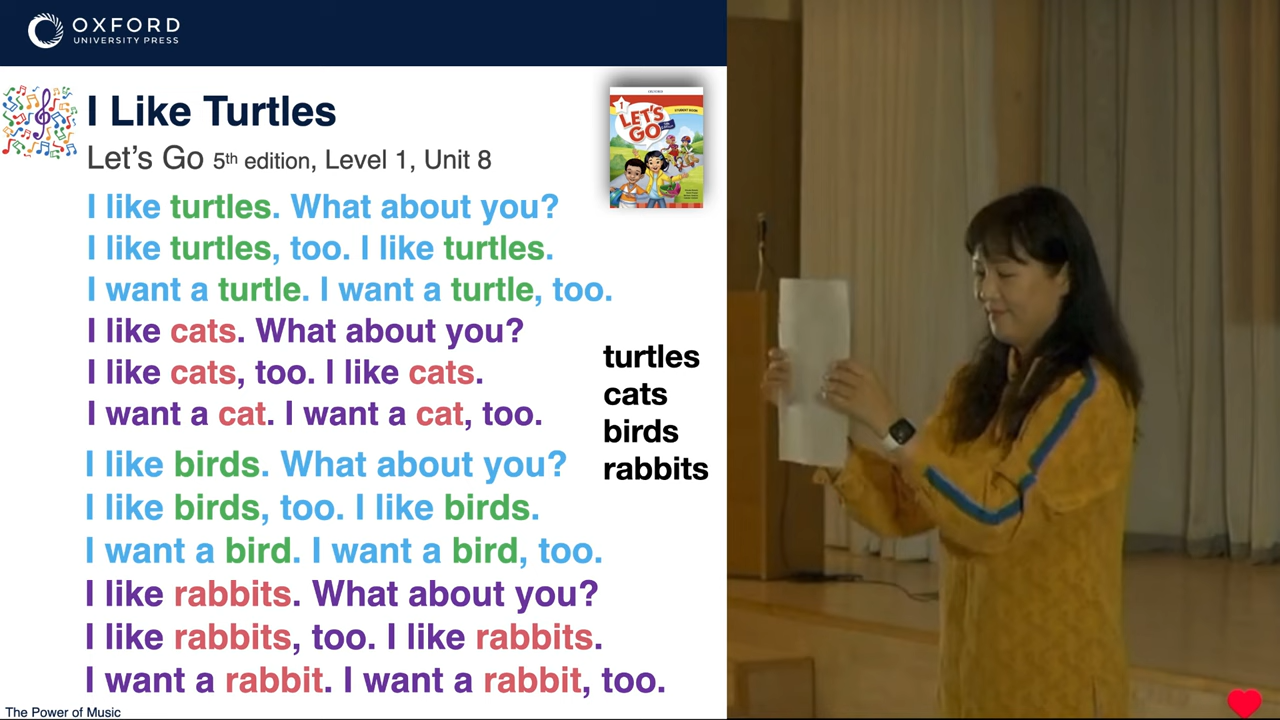 OXFORD
UNIVERSITY PRESS
I Like Turtles
Let's Go 5th edition, Level 1, Unit 8
1
LET'S
GO
I like turtles. What about you?
I like turtles, too. I like turtles.
I want a turtle. I want a turtle, too.
I like cats. What about you?
I like cats, too. I like cats.
I want a cat. I want a cat, too.
I like birds. What about you?
I like birds, too. I like birds.
I want a bird. I want a bird, too.
I like rabbits. What about you?
I like rabbits, too. I like rabbits.
I want a rabbit. I want a rabbit, too.
turtles
cats
birds
rabbits
The Power of Music